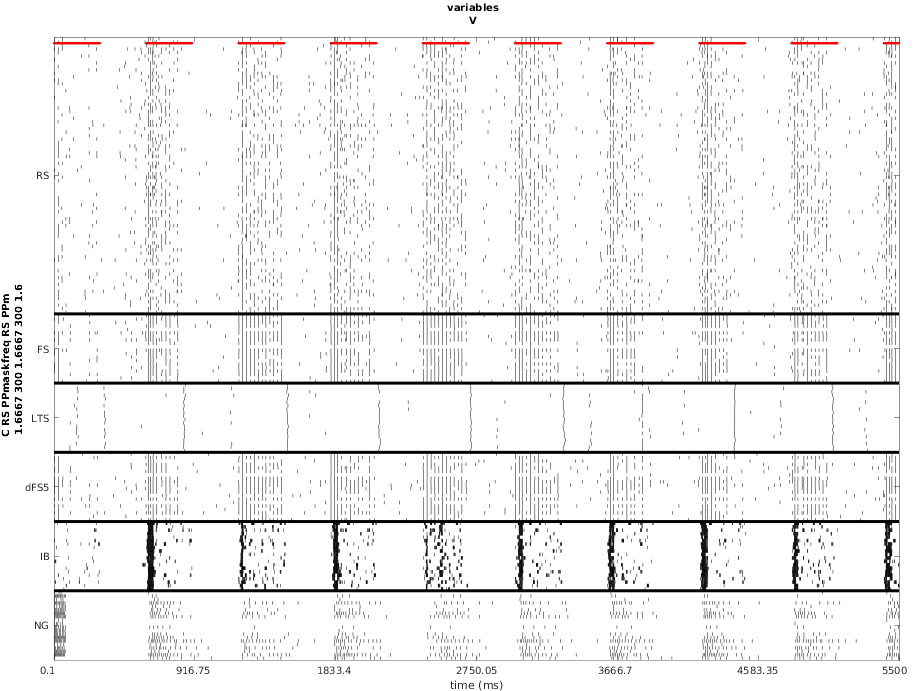 variables
V
C RS PPmaskfreq RS PPm
1.6667 300 1.6667 300 1.6
RS
FS
LTS
dFS5
IB
NG
0.1 916.75 1833.4 2750.05 3666.7 4583.35 5500
time (ms)